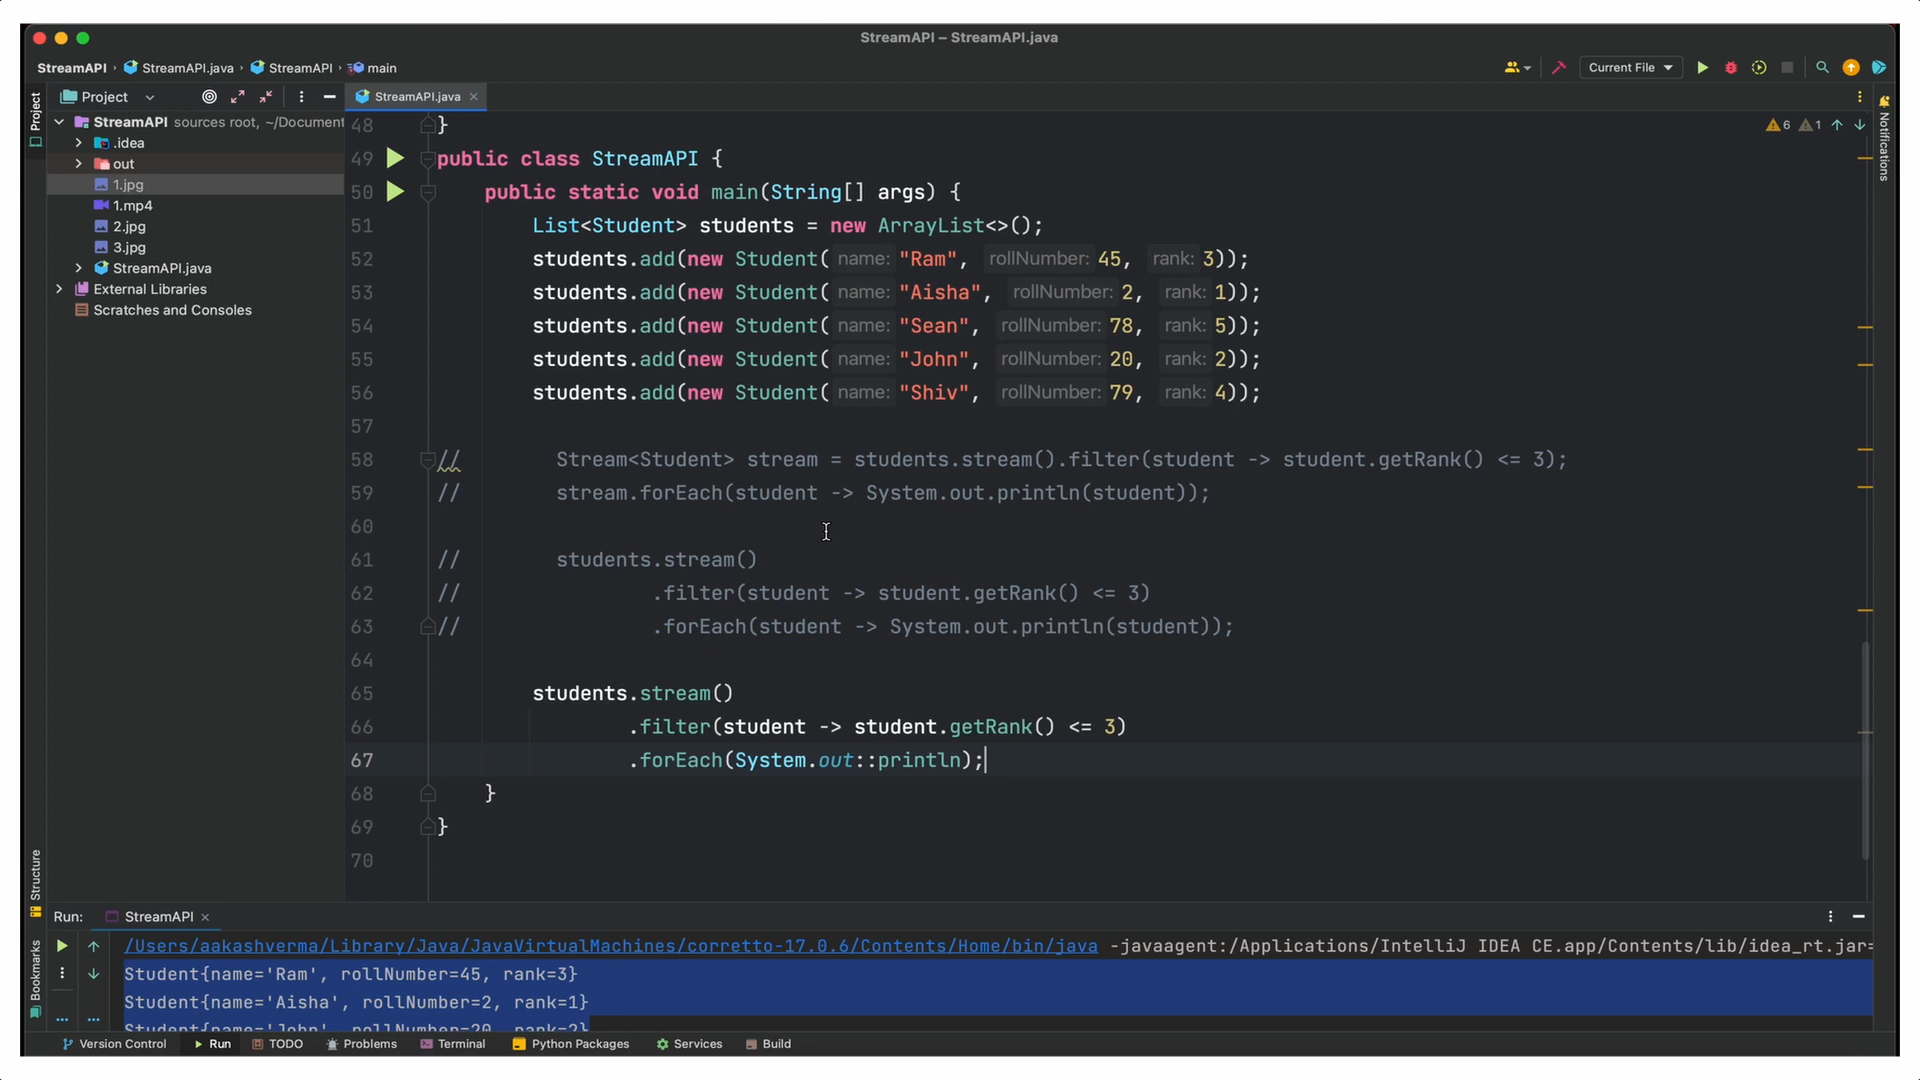 StreamAPI – StreamAPI.java
StreamAPI › StreamAPI.java › StreamAPI › main
Current File
Project
Project
StreamAPI.java
StreamAPI sources root, ~/Document
.idea
out
1.jpg
1.mp4
2.jpg
3.jpg
StreamAPI.java
External Libraries
Scratches and Consoles
6 1
Notifications
48 }
49 public class StreamAPI {
50 public static void main(String[] args) {
51 List<Student> students = new ArrayList<>();
52 students.add(new Student( name: "Ram", rollNumber: 45, rank: 3));
53 students.add(new Student( name: "Aisha", rollNumber: 2, rank: 1));
54 students.add(new Student( name: "Sean", rollNumber: 78, rank: 5));
55 students.add(new Student( name: "John", rollNumber: 20, rank: 2));
56 students.add(new Student( name: "Shiv", rollNumber: 79, rank: 4));
57
58 // Stream<Student> stream = students.stream().filter(student -> student.getRank() <= 3);
59 // stream.forEach(student -> System.out.println(student));
60
61 // students.stream()
62 // .filter(student -> student.getRank() <= 3)
63 // .forEach(student -> System.out.println(student));
64
65 students.stream()
66 .filter(student -> student.getRank() <= 3)
67 .forEach(System.out::println);
68 }
69 }
70
Structure
Bookmarks
Run: StreamAPI
/Users/aakashverma/Library/Java/JavaVirtualMachines/corretto-17.0.6/Contents/Home/bin/java -javaagent:/Applications/IntelliJ IDEA CE.app/Contents/lib/idea_rt.jar=
Student{name='Ram', rollNumber=45, rank=3}
Student{name='Aisha', rollNumber=2, rank=1}
Student{name='John', rollNumber=20, rank=2}
Version Control Run TODO Problems Terminal Python Packages Services Build